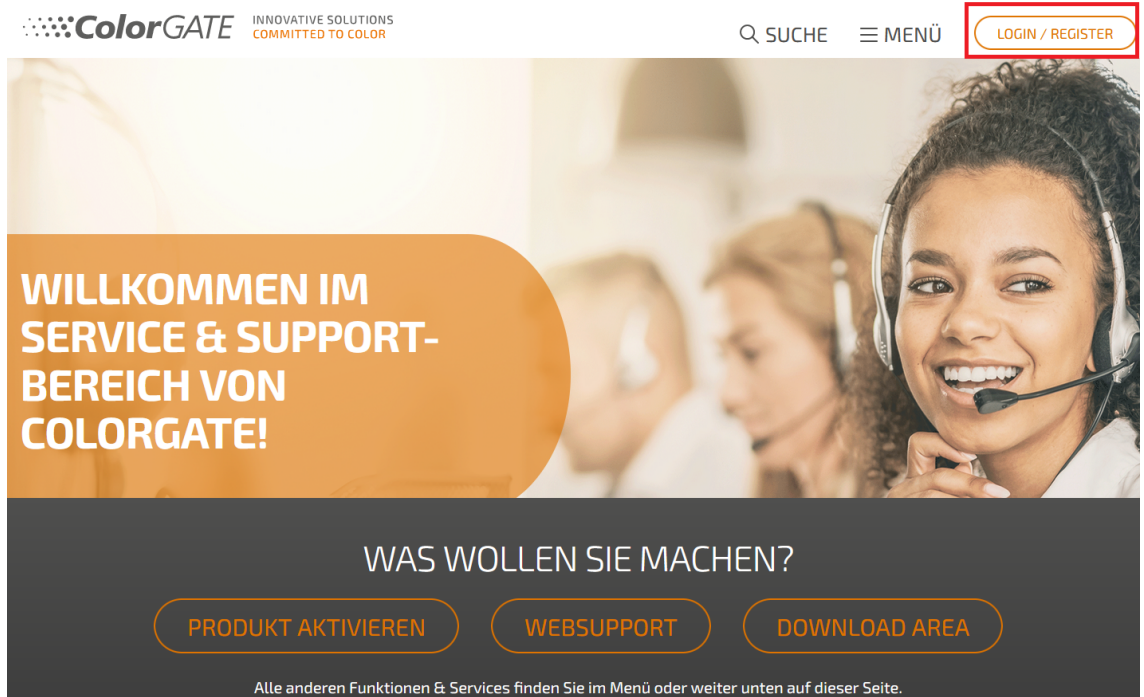 ColorGATE
INNOVATIVE SOLUTIONS
COMMITTED TO COLOR
SUCHE
MENÜ
LOGIN / REGISTER
WILLKOMMEN IM
SERVICE & SUPPORT-
BEREICH VON
COLORGATE!
WAS WOLLEN SIE MACHEN?
PRODUKT AKTIVIEREN
WEBSUPPORT
DOWNLOAD AREA
Alle anderen Funktionen & Services finden Sie im Menü oder weiter unten auf dieser Seite.